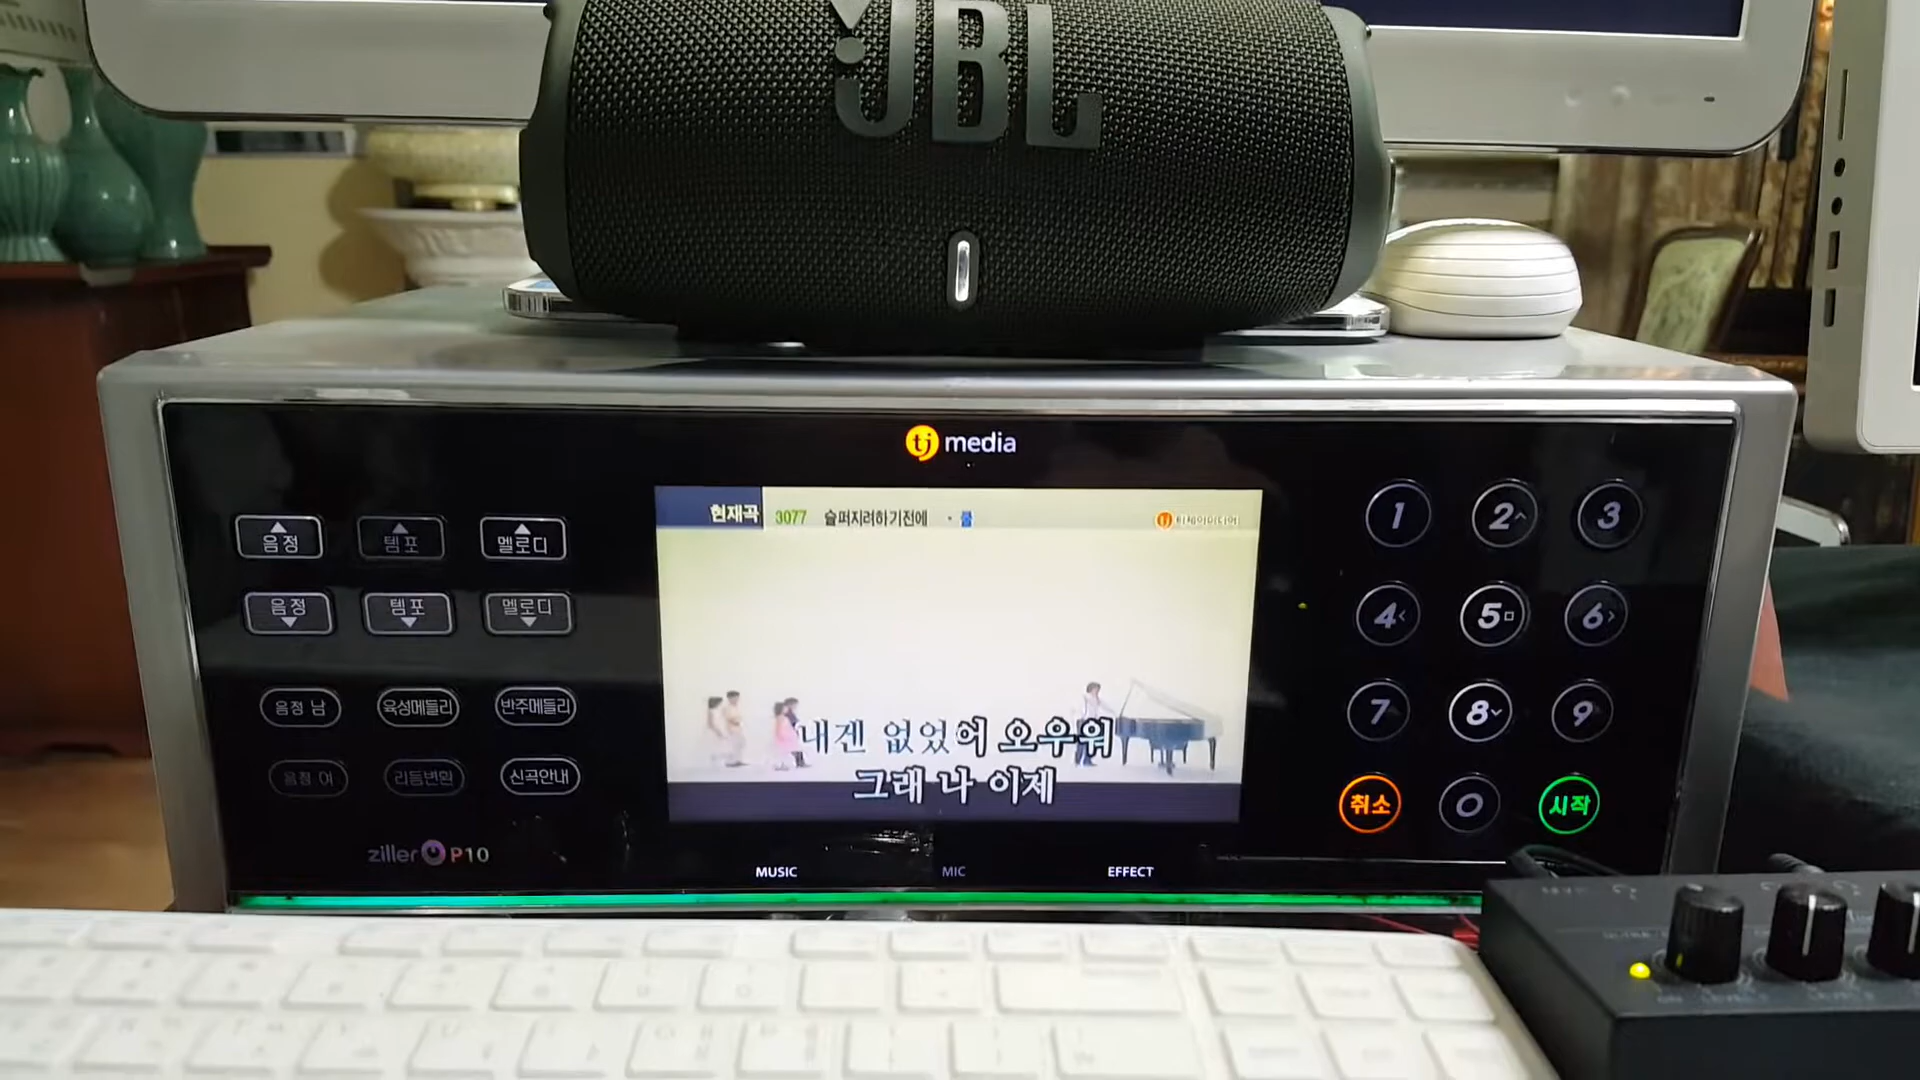 JBL
tj media
현재곡 3077 슬퍼지려하기전에 - 쿨
내겐 없었어 오우워
그래 나 이제
음정 템포 멜로디
음정 템포 멜로디
음정 남 육성메들리 반주메들리
음정 여 리듬변환 신곡안내
ziller P10
MUSIC MIC EFFECT
1 2 3
4 5 6
7 8 9
취소 0 시작